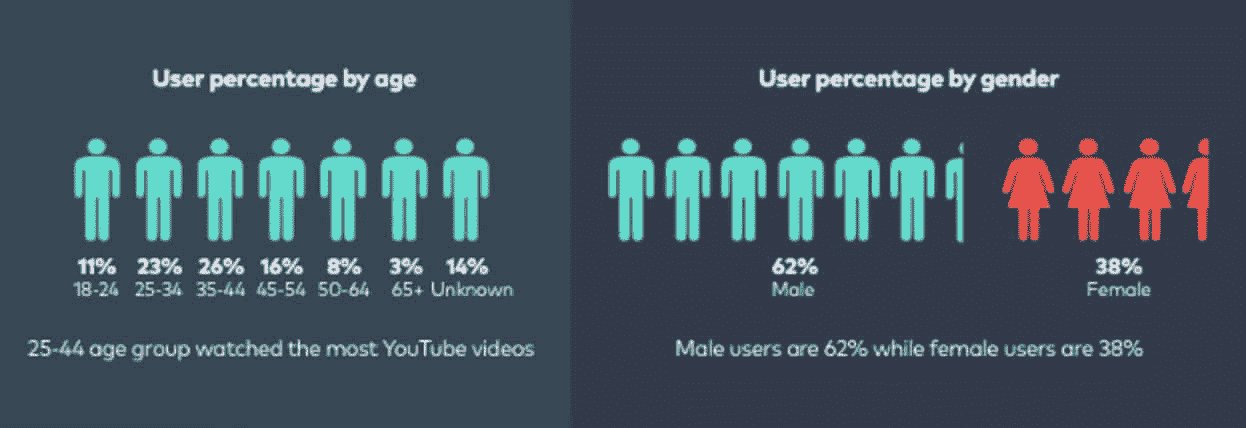 User percentage by age
11% 23% 26% 16% 8% 3% 14%
18-24 25-34 35-44 45-54 50-64 65+ Unknown
25-44 age group watched the most YouTube videos
User percentage by gender
62% 38%
Male Female
Male users are 62% while female users are 38%